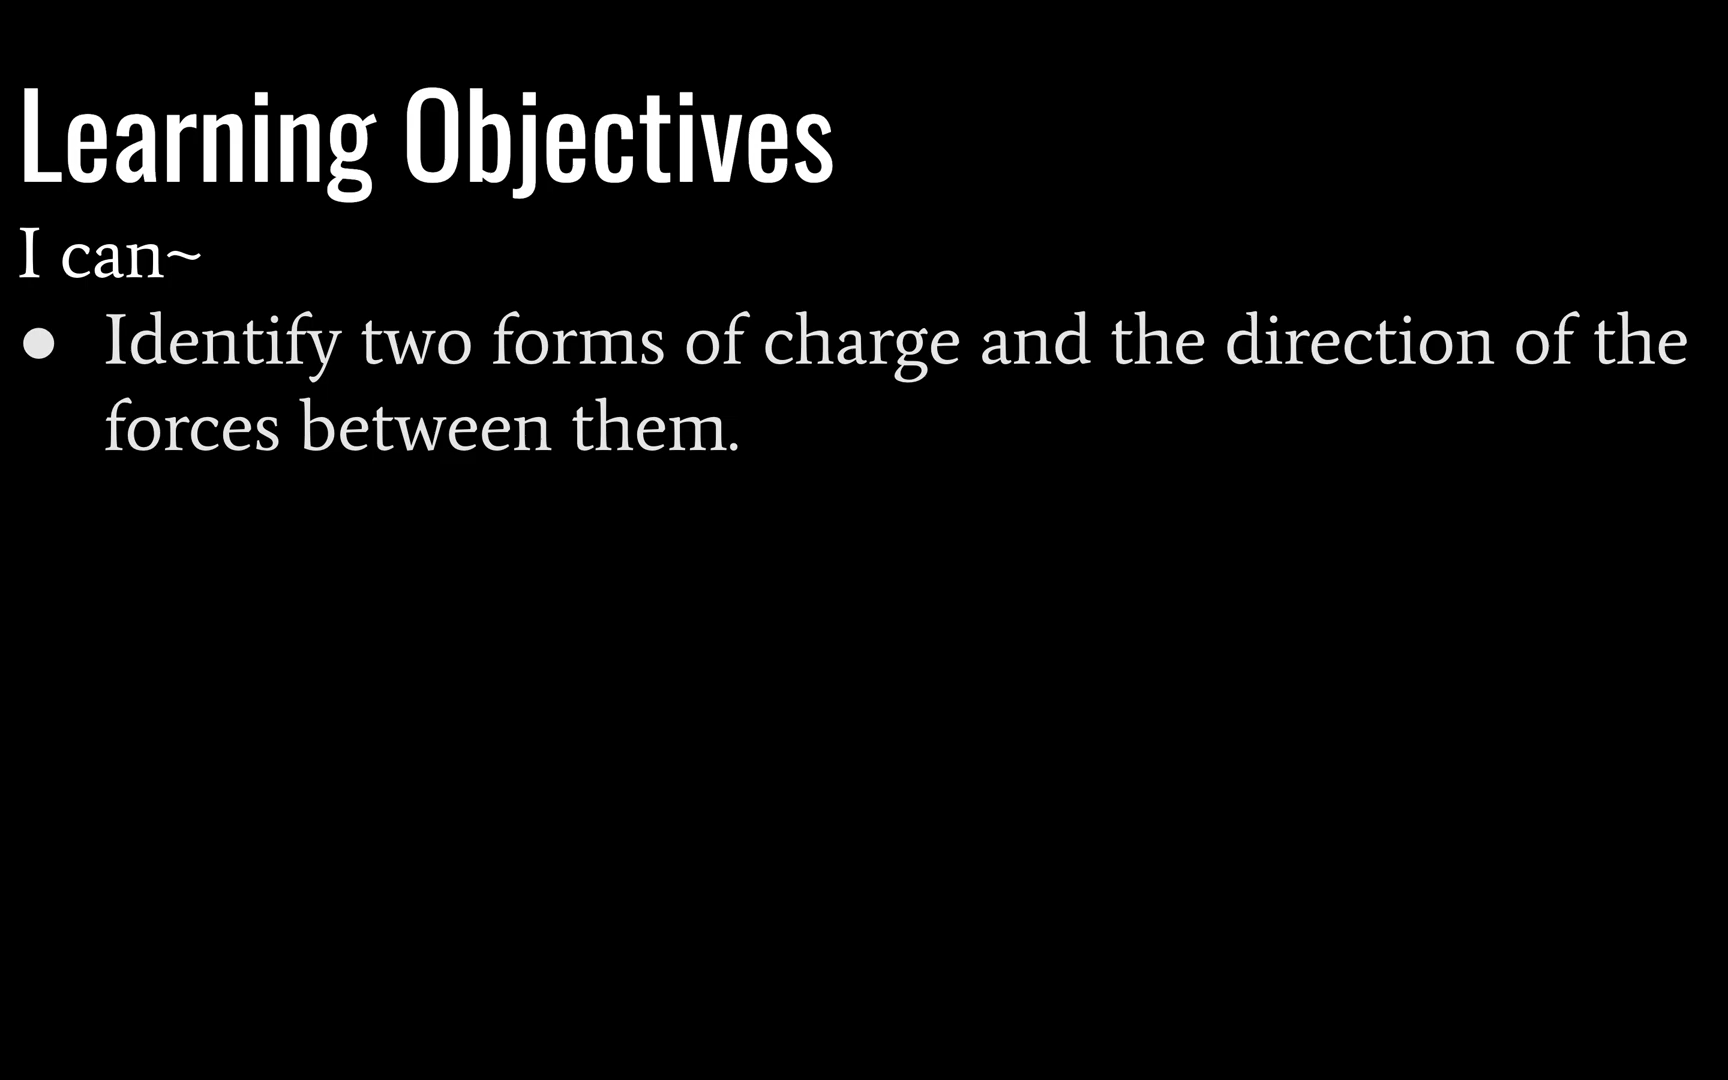 Learning Objectives
I can~
● Identify two forms of charge and the direction of the
forces between them.